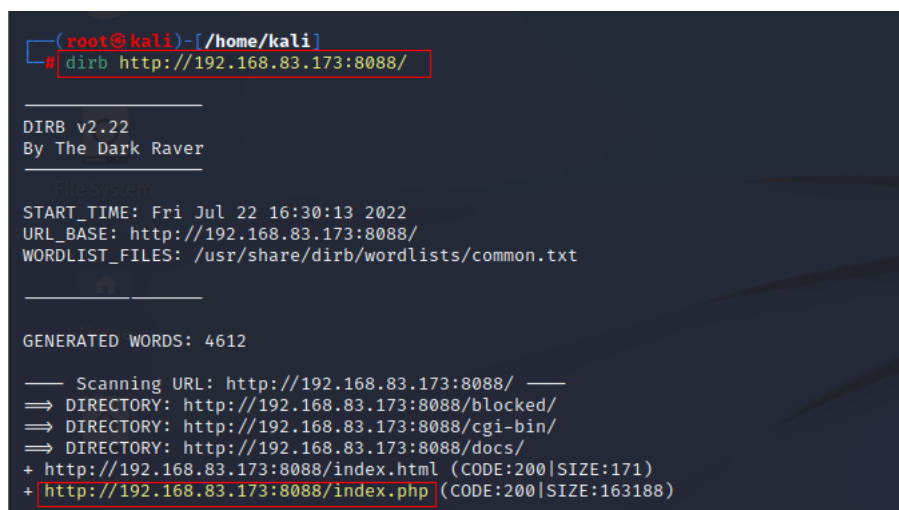 ┌──(root㉿kali)-[/home/kali]
└─# dirb http://192.168.83.173:8088/
-----------------
DIRB v2.22
By The Dark Raver
-----------------
File System
START_TIME: Fri Jul 22 16:30:13 2022
URL_BASE: http://192.168.83.173:8088/
WORDLIST_FILES: /usr/share/dirb/wordlists/common.txt
-----------------
GENERATED WORDS: 4612
---- Scanning URL: http://192.168.83.173:8088/ ----
==> DIRECTORY: http://192.168.83.173:8088/blocked/
==> DIRECTORY: http://192.168.83.173:8088/cgi-bin/
==> DIRECTORY: http://192.168.83.173:8088/docs/
+ http://192.168.83.173:8088/index.html (CODE:200|SIZE:171)
+ http://192.168.83.173:8088/index.php (CODE:200|SIZE:163188)